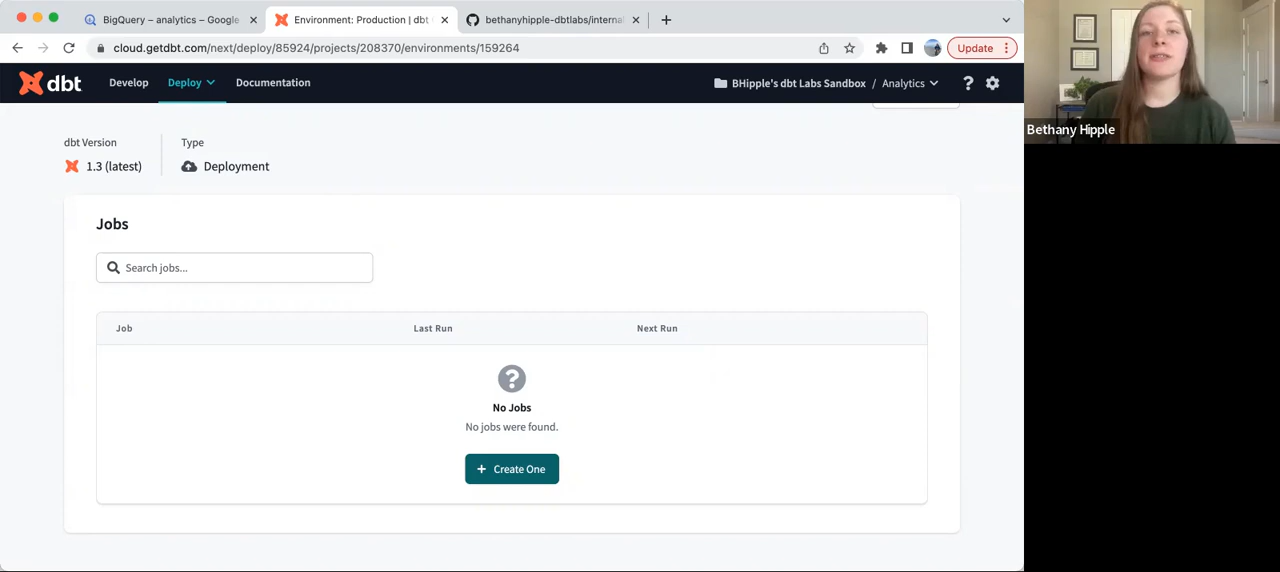 BigQuery – analytics – Google
Environment: Production | dbt
bethanyhipple-dbtlabs/internal
cloud.getdbt.com/next/deploy/85924/projects/208370/environments/159264
Update
dbt
Develop
Deploy
Documentation
BHipple's dbt Labs Sandbox / Analytics
?
dbt Version
Type
1.3 (latest)
Deployment
Jobs
Search jobs...
Job
Last Run
Next Run
?
No Jobs
No jobs were found.
+ Create One
Bethany Hipple